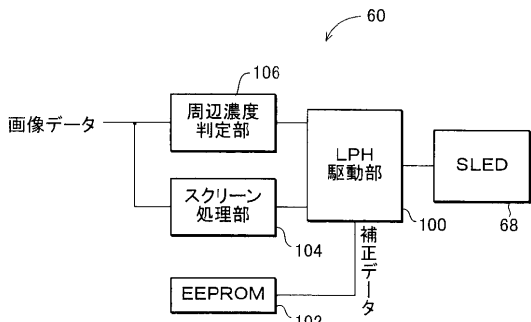 60
106
画像データ
周辺濃度
判定部
LPH
駆動部
SLED
スクリーン
処理部
100
68
104
補正データ
EEPROM
102